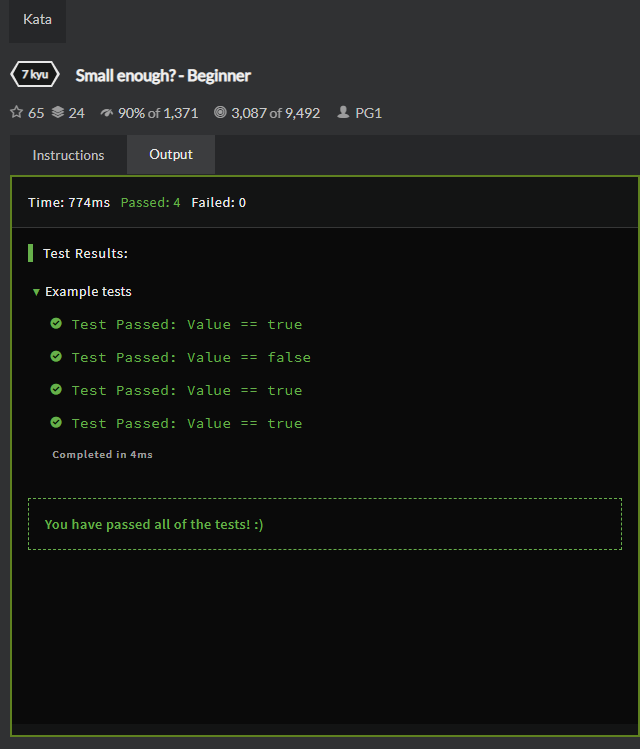 Kata
7 kyu Small enough? - Beginner
65 24 90% of 1,371 3,087 of 9,492 PG1
Instructions Output
Time: 774ms Passed: 4 Failed: 0
Test Results:
Example tests
Test Passed: Value == true
Test Passed: Value == false
Test Passed: Value == true
Test Passed: Value == true
Completed in 4ms
You have passed all of the tests! :)